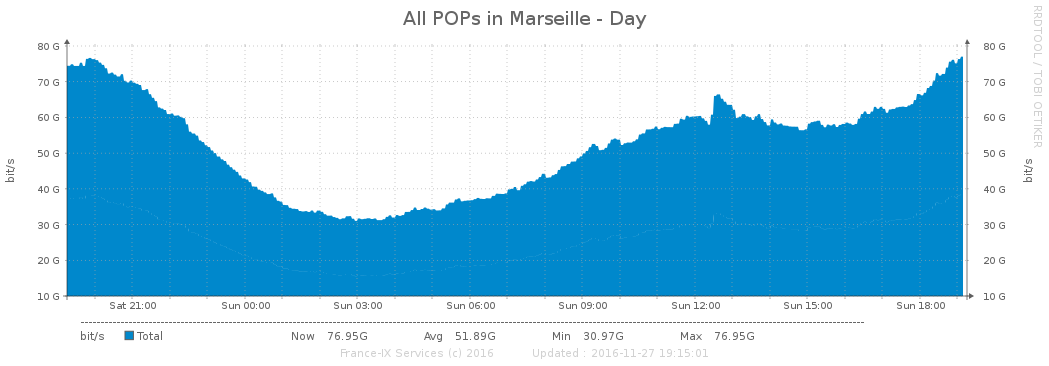 All POPs in Marseille - Day
RRDTOOL / TOBI OETIKER
80 G 80 G
70 G 70 G
60 G 60 G
50 G 50 G
40 G 40 G
30 G 30 G
20 G 20 G
10 G 10 G
bit/s bit/s
Sat 21:00 Sun 00:00 Sun 03:00 Sun 06:00 Sun 09:00 Sun 12:00 Sun 15:00 Sun 18:00
bit/s Total Now 76.95G Avg 51.89G Min 30.97G Max 76.95G
France-IX Services (c) 2016 Updated : 2016-11-27 19:15:01